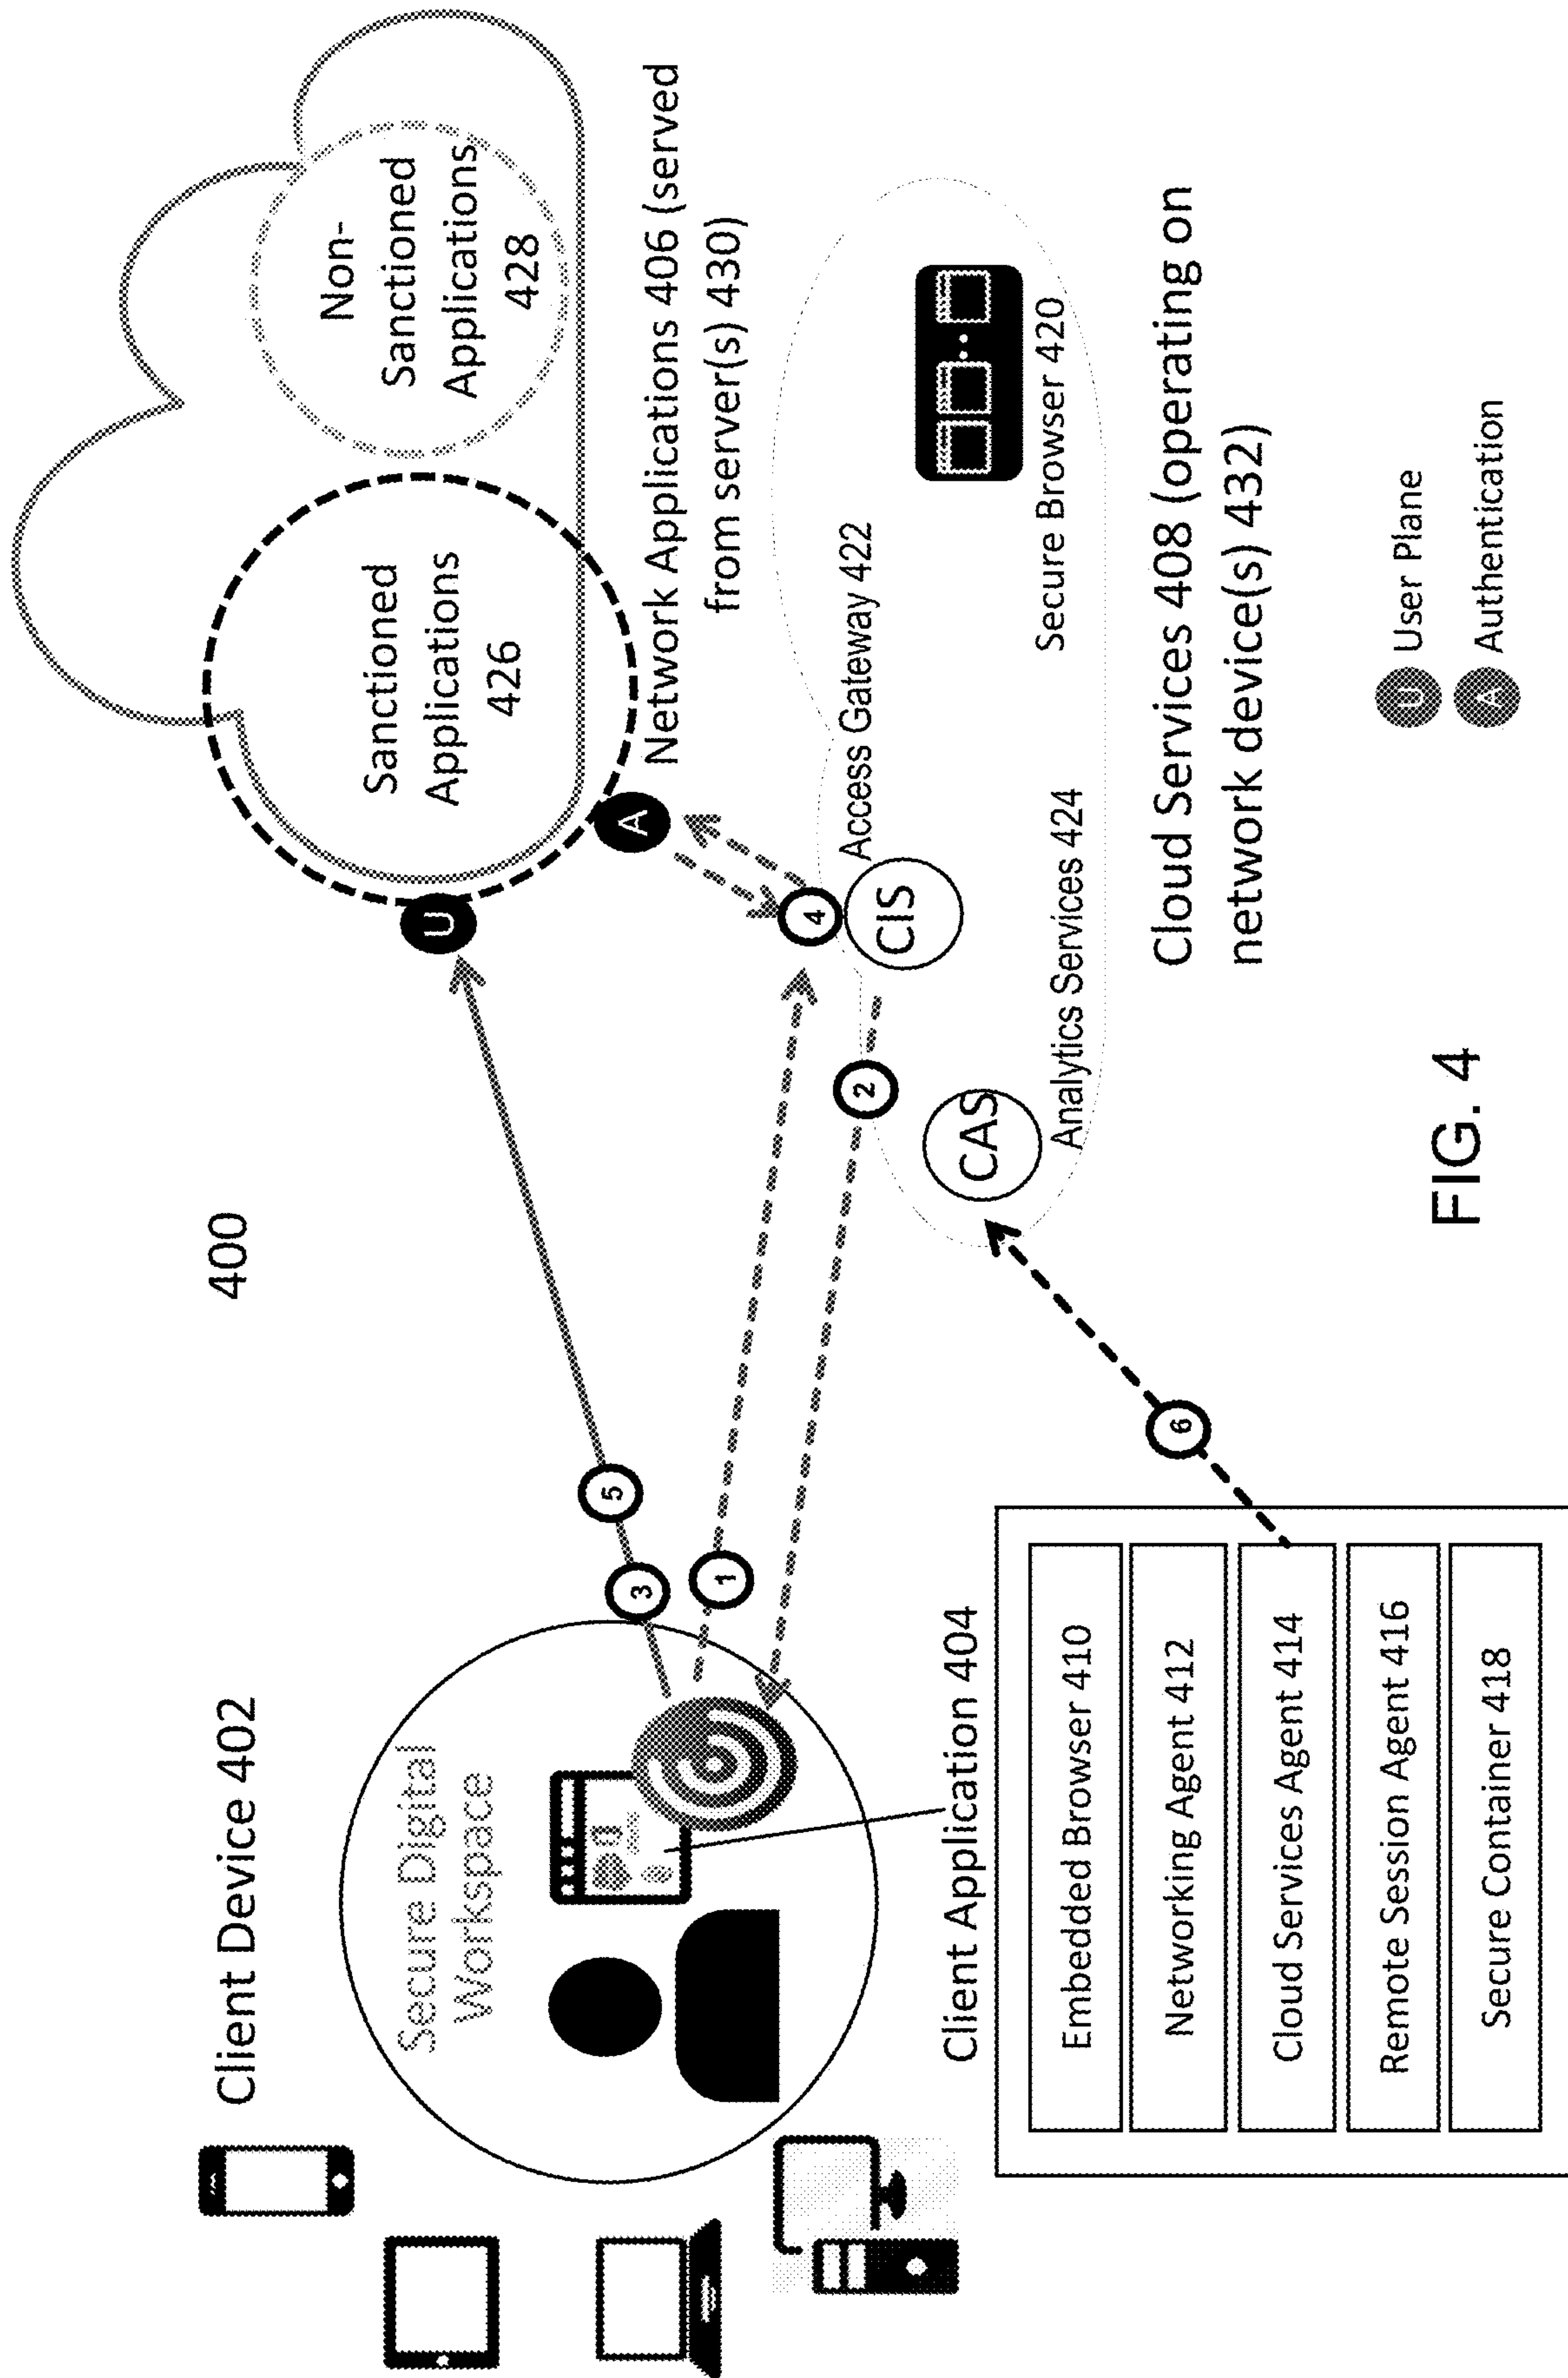 400
Client Device 402
Secure Digital
Workspace
3
5
1
2
4
U
A
Sanctioned
Applications
426
Non-
Sanctioned
Applications
428
Network Applications 406 (served
from server(s) 430)
Client Application 404
Embedded Browser 410
Networking Agent 412
Cloud Services Agent 414
Remote Session Agent 416
Secure Container 418
6
CAS
Analytics Services 424
CIS
Access Gateway 422
Secure Browser 420
Cloud Services 408 (operating on
network device(s) 432)
U User Plane
A Authentication
FIG. 4